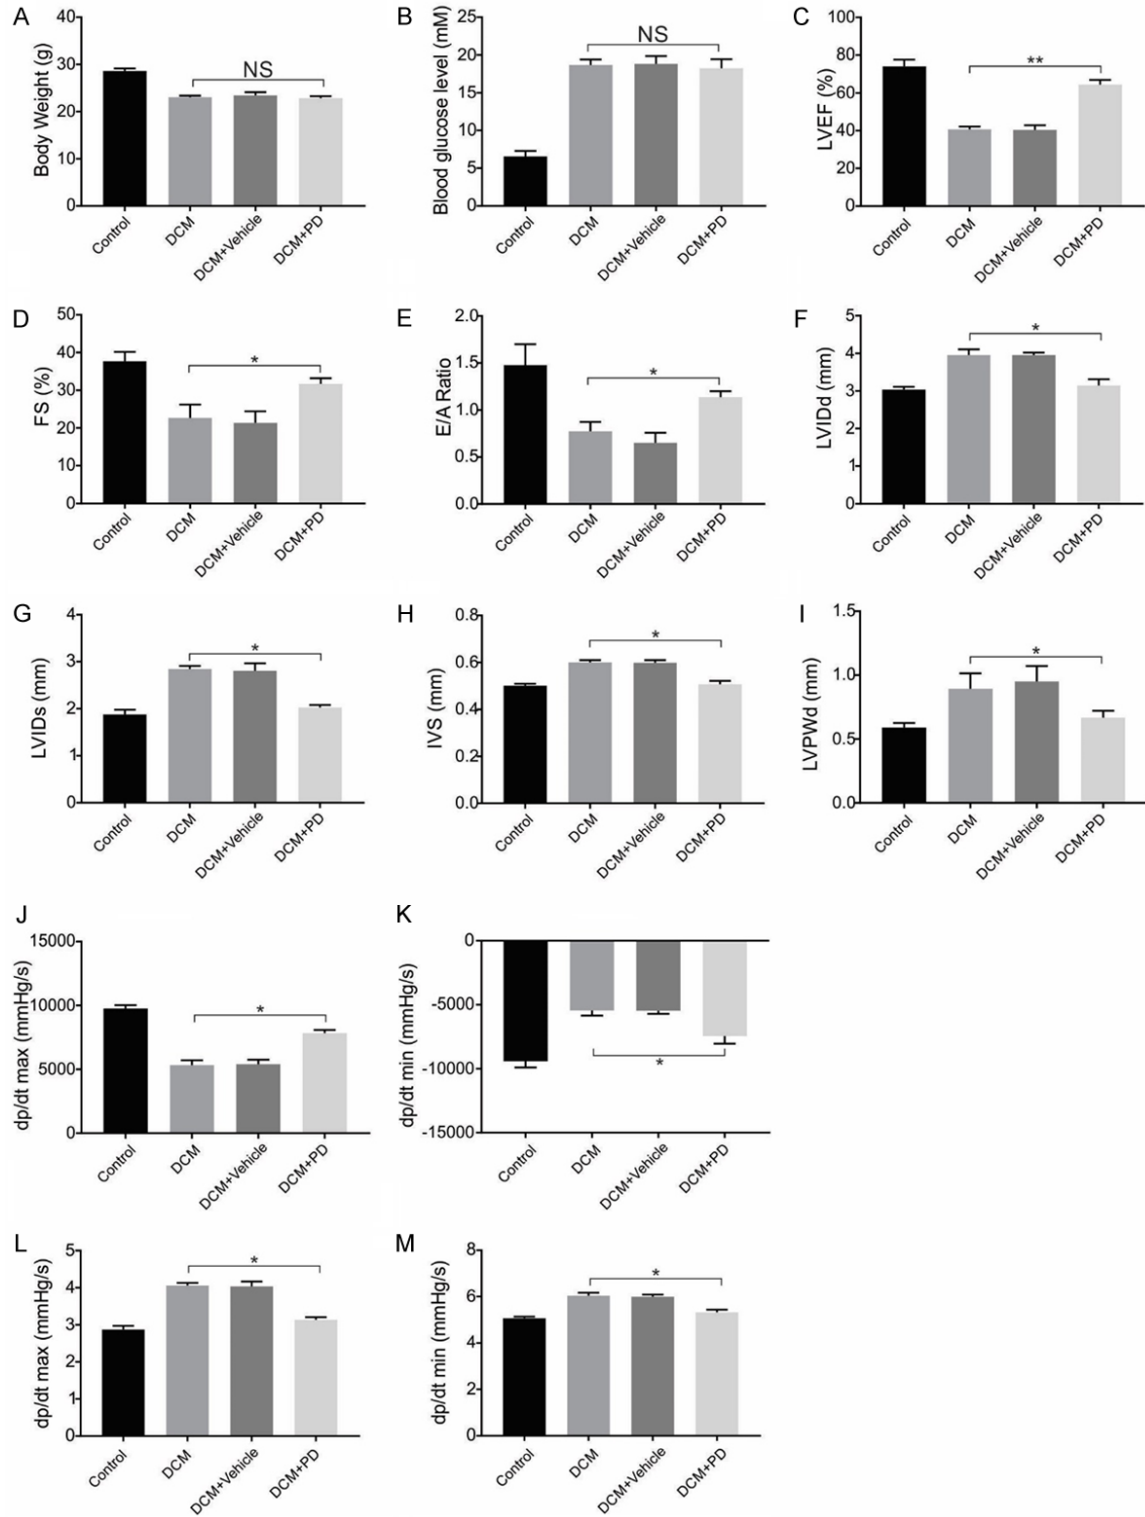 A
Body Weight (g)
40
30
20
10
0
NS
Control
DCM
DCM+Vehicle
DCM+PD
B
Blood glucose level (mM)
25
20
15
10
5
0
NS
Control
DCM
DCM+Vehicle
DCM+PD
C
LVEF (%)
100
80
60
40
20
0
**
Control
DCM
DCM+Vehicle
DCM+PD
D
FS (%)
50
40
30
20
10
0
*
Control
DCM
DCM+Vehicle
DCM+PD
E
E/A Ratio
2.0
1.5
1.0
0.5
0.0
*
Control
DCM
DCM+Vehicle
DCM+PD
F
LVIDd (mm)
5
4
3
2
1
0
*
Control
DCM
DCM+Vehicle
DCM+PD
G
LVIDs (mm)
4
3
2
1
0
*
Control
DCM
DCM+Vehicle
DCM+PD
H
IVS (mm)
0.8
0.6
0.4
0.2
0.0
*
Control
DCM
DCM+Vehicle
DCM+PD
I
LVPWd (mm)
1.5
1.0
0.5
0.0
*
Control
DCM
DCM+Vehicle
DCM+PD
J
dp/dt max (mmHg/s)
15000
10000
5000
0
*
Control
DCM
DCM+Vehicle
DCM+PD
K
dp/dt min (mmHg/s)
0
-5000
-10000
-15000
*
Control
DCM
DCM+Vehicle
DCM+PD
L
dp/dt max (mmHg/s)
5
4
3
2
1
0
*
Control
DCM
DCM+Vehicle
DCM+PD
M
dp/dt min (mmHg/s)
8
6
4
2
0
*
Control
DCM
DCM+Vehicle
DCM+PD